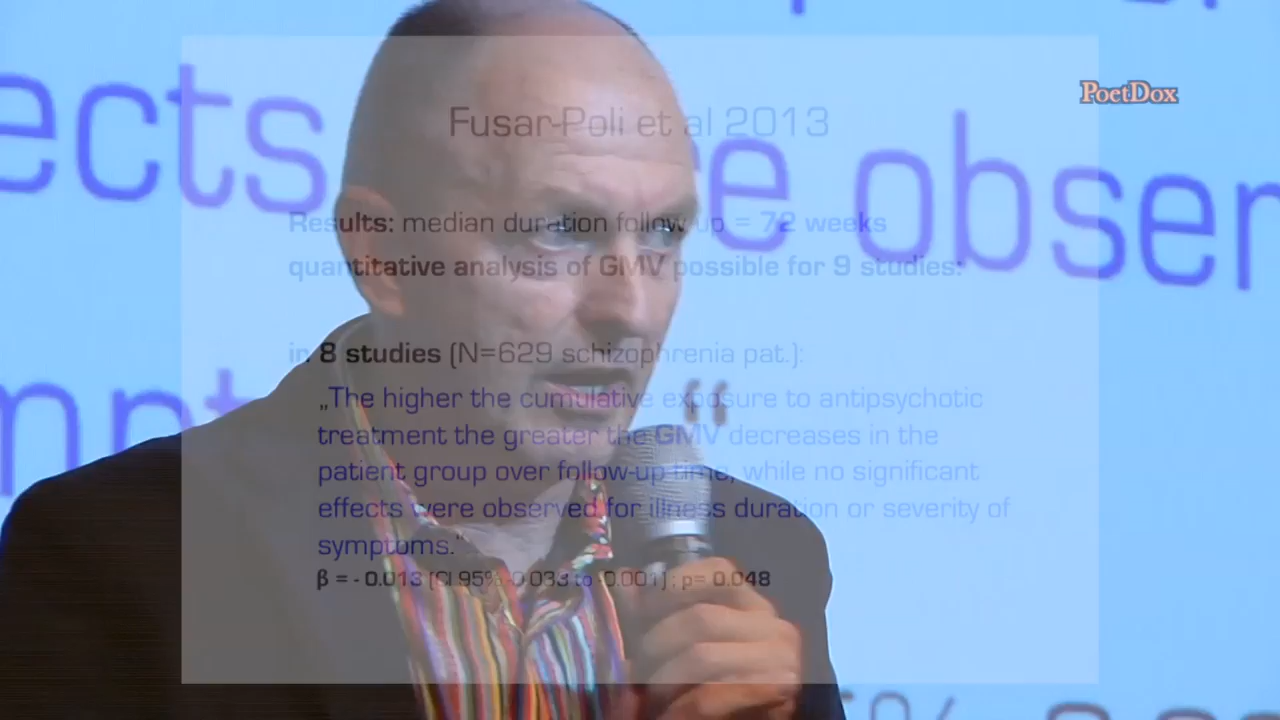 ects
e obser
PoetDox
Fusar-Poli et al 2013
Results: median duration follow-up = 72 weeks
quantitative analysis of GMV possible for 9 studies:
in 8 studies (N=629 schizophrenia pat.):
„The higher the cumulative exposure to antipsychotic
treatment the greater the GMV decreases in the
patient group over follow-up time, while no significant
effects were observed for illness duration or severity of
symptoms.“
β = - 0.013 [CI 95% -0.033 to -0.001] ; p= 0.048